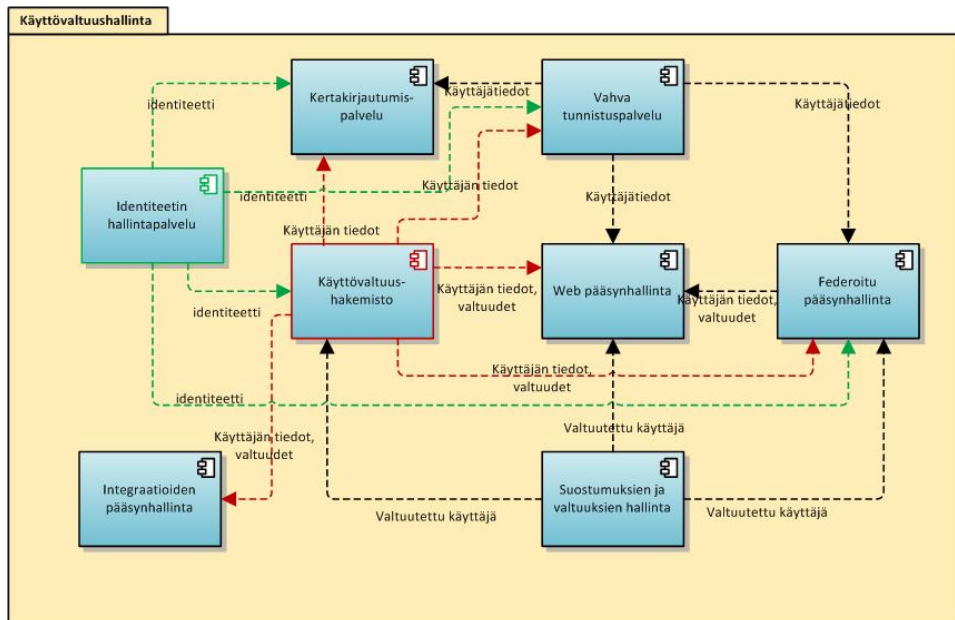 Käyttövaltuushallinta
Kertakirjautumis-
palvelu
Käyttäjätiedot
Vahva
tunnistuspalvelu
Käyttäjätiedot
identiteetti
Identiteetin
hallintapalvelu
identiteetti
Käyttäjän tiedot
Käyttäjätiedot
Käyttäjän tiedot
Käyttövaltuus-
hakemisto
Käyttäjän tiedot,
valtuudet
Web pääsynhallinta
Käyttäjän tiedot,
valtuudet
Federoitu
pääsynhallinta
identiteetti
Käyttäjän tiedot,
valtuudet
identiteetti
Käyttäjän tiedot,
valtuudet
Valtuutettu käyttäjä
Integraatioiden
pääsynhallinta
Valtuutettu käyttäjä
Suostumuksien ja
valtuuksien hallinta
Valtuutettu käyttäjä